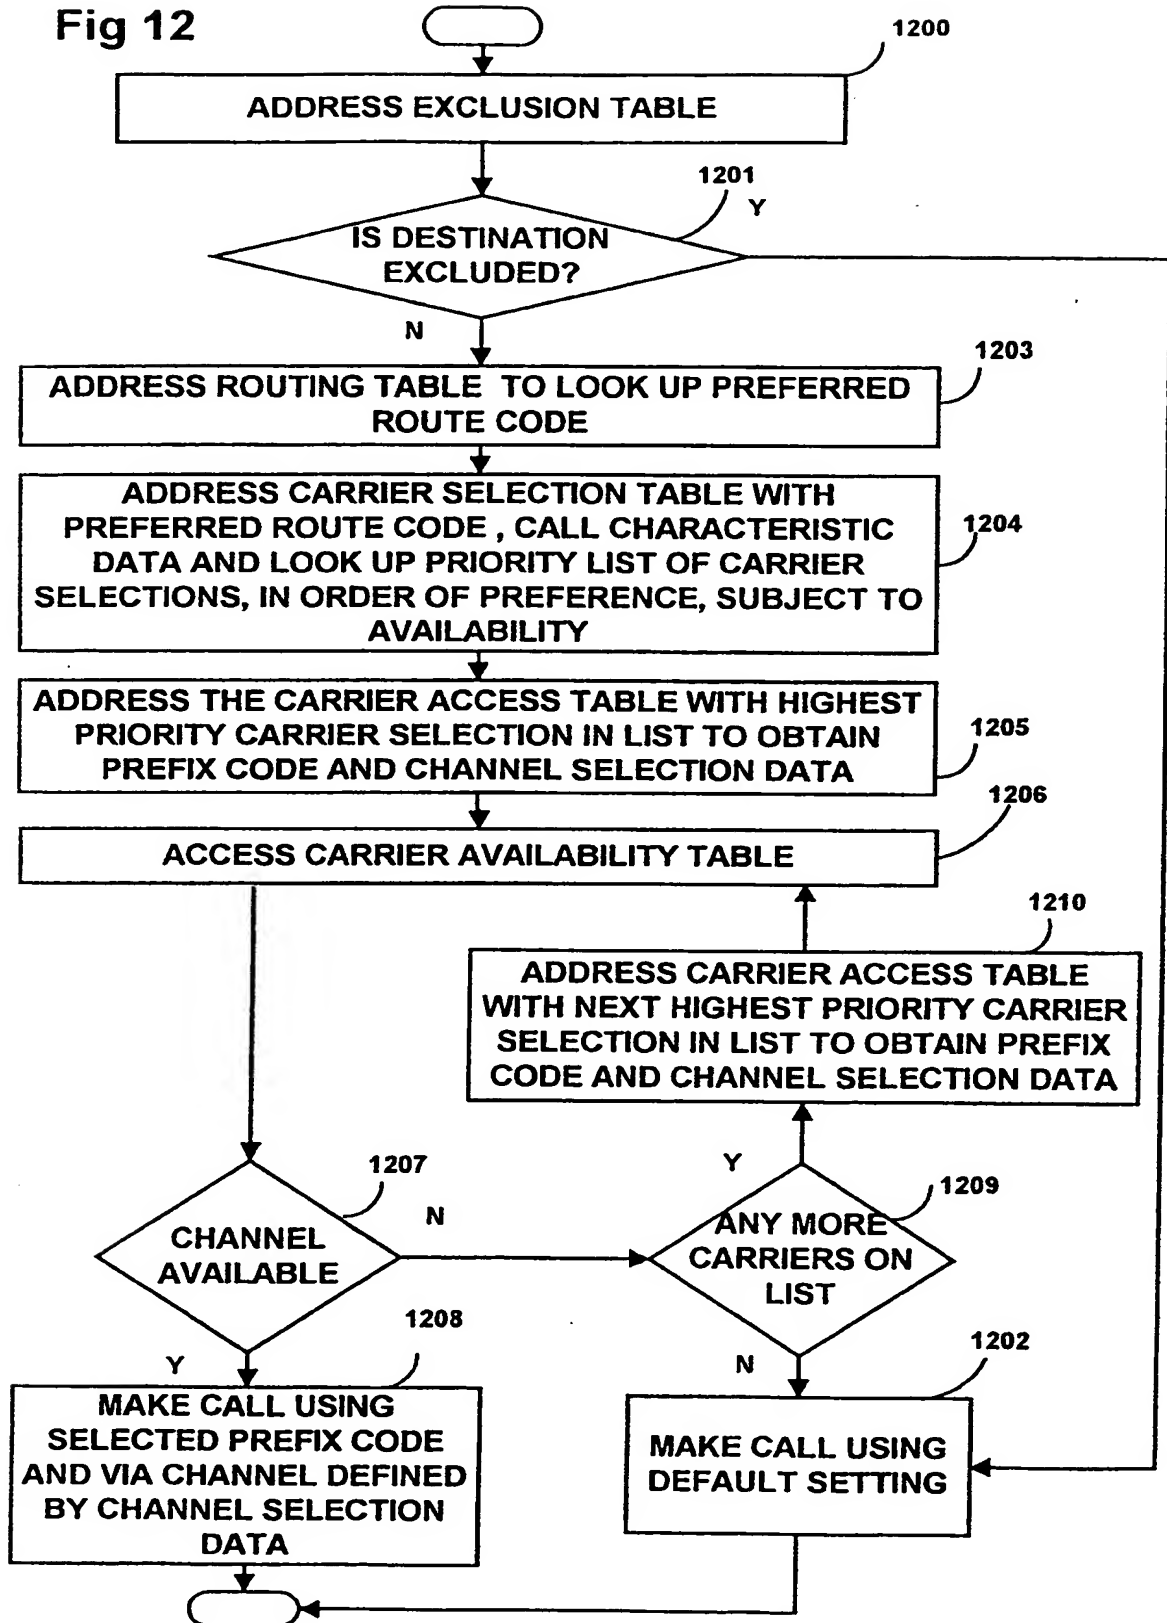 Fig 12
1200
ADDRESS EXCLUSION TABLE
1201
Y
IS DESTINATION
EXCLUDED?
N
1203
ADDRESS ROUTING TABLE TO LOOK UP PREFERRED
ROUTE CODE
ADDRESS CARRIER SELECTION TABLE WITH
PREFERRED ROUTE CODE , CALL CHARACTERISTIC
DATA AND LOOK UP PRIORITY LIST OF CARRIER
SELECTIONS, IN ORDER OF PREFERENCE, SUBJECT TO
AVAILABILITY
1204
ADDRESS THE CARRIER ACCESS TABLE WITH HIGHEST
PRIORITY CARRIER SELECTION IN LIST TO OBTAIN
PREFIX CODE AND CHANNEL SELECTION DATA
1205
1206
ACCESS CARRIER AVAILABILITY TABLE
1210
ADDRESS CARRIER ACCESS TABLE
WITH NEXT HIGHEST PRIORITY CARRIER
SELECTION IN LIST TO OBTAIN PREFIX
CODE AND CHANNEL SELECTION DATA
1207
N
CHANNEL
AVAILABLE
Y
1209
ANY MORE
CARRIERS ON
LIST
1208
Y
MAKE CALL USING
SELECTED PREFIX CODE
AND VIA CHANNEL DEFINED
BY CHANNEL SELECTION
DATA
N
1202
MAKE CALL USING
DEFAULT SETTING